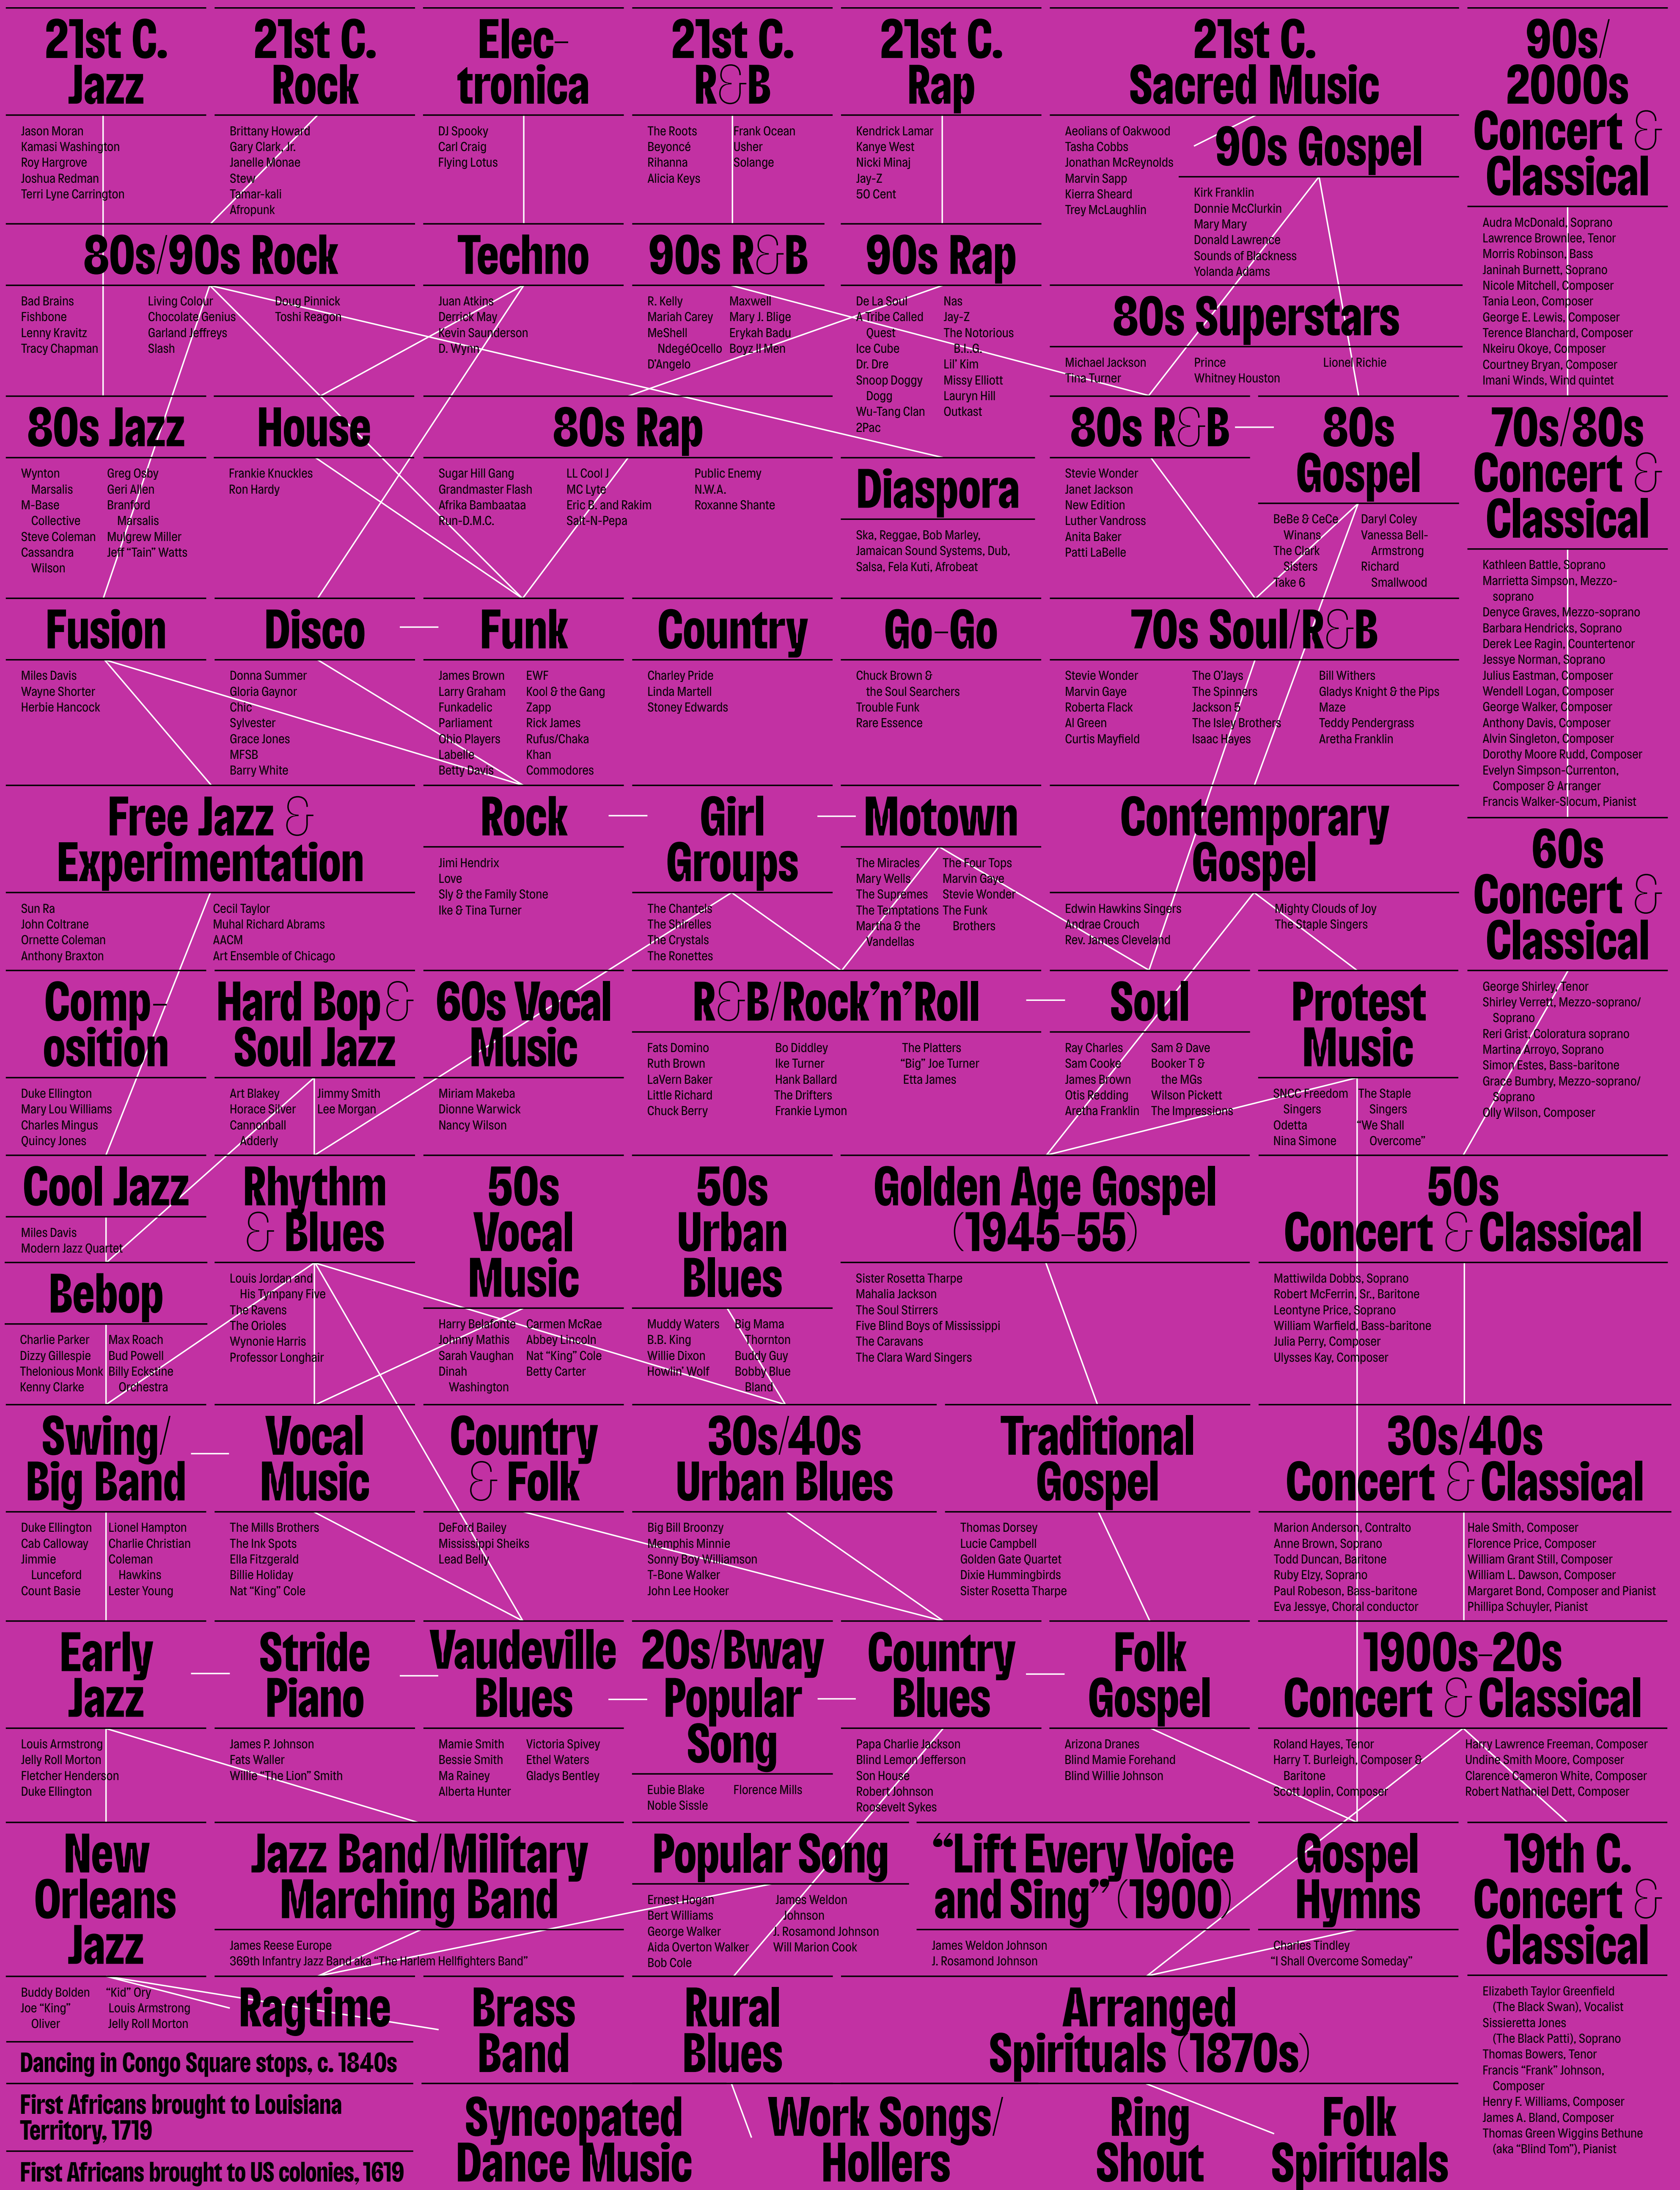 21st C.
Jazz
Jason Moran
Kamasi Washington
Roy Hargrove
Joshua Redman
Terri Lyne Carrington
21st C.
Rock
Brittany Howard
Gary Clark, Jr.
Janelle Monae
Stew
Tamar-kali
Afropunk
Elec-
tronica
DJ Spooky
Carl Craig
Flying Lotus
21st C.
R&B
The Roots
Beyoncé
Rihanna
Alicia Keys
Frank Ocean
Usher
Solange
21st C.
Rap
Kendrick Lamar
Kanye West
Nicki Minaj
Jay-Z
50 Cent
21st C.
Sacred Music
Aeolians of Oakwood
Tasha Cobbs
Jonathan McReynolds
Marvin Sapp
Kierra Sheard
Trey McLaughlin
90s Gospel
Kirk Franklin
Donnie McClurkin
Mary Mary
Donald Lawrence
Sounds of Blackness
Yolanda Adams
90s/
2000s
Concert &
Classical
Audra McDonald, Soprano
Lawrence Brownlee, Tenor
Morris Robinson, Bass
Janinah Burnett, Soprano
Nicole Mitchell, Composer
Tania Leon, Composer
George E. Lewis, Composer
Terence Blanchard, Composer
Nkeiru Okoye, Composer
Courtney Bryan, Composer
Imani Winds, Wind quintet
80s/90s Rock
Bad Brains
Fishbone
Lenny Kravitz
Tracy Chapman
Living Colour
Chocolate Genius
Garland Jeffreys
Slash
Doug Pinnick
Toshi Reagon
Techno
Juan Atkins
Derrick May
Kevin Saunderson
D. Wynn
90s R&B
R. Kelly
Mariah Carey
MeShell
NdegéOcello
D'Angelo
Maxwell
Mary J. Blige
Erykah Badu
Boyz II Men
90s Rap
De La Soul
A Tribe Called
Quest
Ice Cube
Dr. Dre
Snoop Doggy
Dogg
Wu-Tang Clan
2Pac
Nas
Jay-Z
The Notorious
B.I..G.
Lil' Kim
Missy Elliott
Lauryn Hill
Outkast
80s Superstars
Michael Jackson
Tina Turner
Prince
Whitney Houston
Lionel Richie
80s Jazz
Wynton
Marsalis
M-Base
Collective
Steve Coleman
Cassandra
Wilson
Greg Osby
Geri Allen
Branford
Marsalis
Mulgrew Miller
Jeff “Tain” Watts
House
Frankie Knuckles
Ron Hardy
80s Rap
Sugar Hill Gang
Grandmaster Flash
Afrika Bambaataa
Run-D.M.C.
LL Cool J
MC Lyte
Eric B. and Rakim
Salt-N-Pepa
Public Enemy
N.W.A.
Roxanne Shante
Diaspora
Ska, Reggae, Bob Marley,
Jamaican Sound Systems, Dub,
Salsa, Fela Kuti, Afrobeat
80s R&B
Stevie Wonder
Janet Jackson
New Edition
Luther Vandross
Anita Baker
Patti LaBelle
80s
Gospel
BeBe & CeCe
Winans
The Clark
Sisters
Take 6
Daryl Coley
Vanessa Bell-
Armstrong
Richard
Smallwood
70s/80s
Concert &
Classical
Kathleen Battle, Soprano
Marrietta Simpson, Mezzo-
soprano
Denyce Graves, Mezzo-soprano
Barbara Hendricks, Soprano
Derek Lee Ragin, Countertenor
Jessye Norman, Soprano
Julius Eastman, Composer
Wendell Logan, Composer
George Walker, Composer
Anthony Davis, Composer
Alvin Singleton, Composer
Dorothy Moore Rudd, Composer
Evelyn Simpson-Currenton,
Composer & Arranger
Francis Walker-Slocum, Pianist
Fusion
Miles Davis
Wayne Shorter
Herbie Hancock
Disco
Donna Summer
Gloria Gaynor
Chic
Sylvester
Grace Jones
MFSB
Barry White
Funk
James Brown
Larry Graham
Funkadelic
Parliament
Ohio Players
Labelle
Betty Davis
EWF
Kool & the Gang
Zapp
Rick James
Rufus/Chaka
Khan
Commodores
Country
Charley Pride
Linda Martell
Stoney Edwards
Go-Go
Chuck Brown &
the Soul Searchers
Trouble Funk
Rare Essence
70s Soul/R&B
Stevie Wonder
Marvin Gaye
Roberta Flack
Al Green
Curtis Mayfield
The O'Jays
The Spinners
Jackson 5
The Isley Brothers
Isaac Hayes
Bill Withers
Gladys Knight & the Pips
Maze
Teddy Pendergrass
Aretha Franklin
Free Jazz &
Experimentation
Sun Ra
John Coltrane
Ornette Coleman
Anthony Braxton
Cecil Taylor
Muhal Richard Abrams
AACM
Art Ensemble of Chicago
Rock
Jimi Hendrix
Love
Sly & the Family Stone
Ike & Tina Turner
Girl
Groups
The Chantels
The Shirelles
The Crystals
The Ronettes
Motown
The Miracles
Mary Wells
The Supremes
The Temptations
Martha & the
Vandellas
The Four Tops
Marvin Gaye
Stevie Wonder
The Funk
Brothers
Contemporary
Gospel
Edwin Hawkins Singers
Andrae Crouch
Rev. James Cleveland
Mighty Clouds of Joy
The Staple Singers
60s
Concert &
Classical
George Shirley, Tenor
Shirley Verrett, Mezzo-soprano/
Soprano
Reri Grist, Coloratura soprano
Martina Arroyo, Soprano
Simon Estes, Bass-baritone
Grace Bumbry, Mezzo-soprano/
Soprano
Olly Wilson, Composer
Comp-
osition
Duke Ellington
Mary Lou Williams
Charles Mingus
Quincy Jones
Hard Bop &
Soul Jazz
Art Blakey
Horace Silver
Cannonball
Adderly
Jimmy Smith
Lee Morgan
60s Vocal
Music
Miriam Makeba
Dionne Warwick
Nancy Wilson
R&B/Rock’n’Roll
Fats Domino
Ruth Brown
LaVern Baker
Little Richard
Chuck Berry
Bo Diddley
Ike Turner
Hank Ballard
The Drifters
Frankie Lymon
The Platters
“Big” Joe Turner
Etta James
Soul
Ray Charles
Sam Cooke
James Brown
Otis Redding
Aretha Franklin
Sam & Dave
Booker T &
the MGs
Wilson Pickett
The Impressions
Protest
Music
SNCC Freedom
Singers
Odetta
Nina Simone
The Staple
Singers
“We Shall
Overcome”
Cool Jazz
Miles Davis
Modern Jazz Quartet
Rhythm
& Blues
Louis Jordan and
His Tympany Five
The Ravens
The Orioles
Wynonie Harris
Professor Longhair
50s
Vocal
Music
Harry Belafonte
Johnny Mathis
Sarah Vaughan
Dinah
Washington
Carmen McRae
Abbey Lincoln
Nat “King” Cole
Betty Carter
50s
Urban
Blues
Muddy Waters
B.B. King
Willie Dixon
Howlin’ Wolf
Big Mama
Thornton
Buddy Guy
Bobby Blue
Bland
Golden Age Gospel
(1945–55)
Sister Rosetta Tharpe
Mahalia Jackson
The Soul Stirrers
Five Blind Boys of Mississippi
The Caravans
The Clara Ward Singers
50s
Concert & Classical
Mattiwilda Dobbs, Soprano
Robert McFerrin, Sr., Baritone
Leontyne Price, Soprano
William Warfield, Bass-baritone
Julia Perry, Composer
Ulysses Kay, Composer
Bebop
Charlie Parker
Dizzy Gillespie
Thelonious Monk
Kenny Clarke
Max Roach
Bud Powell
Billy Eckstine
Orchestra
Swing/
Big Band
Duke Ellington
Cab Calloway
Jimmie
Lunceford
Count Basie
Lionel Hampton
Charlie Christian
Coleman
Hawkins
Lester Young
Vocal
Music
The Mills Brothers
The Ink Spots
Ella Fitzgerald
Billie Holiday
Nat “King” Cole
Country
& Folk
DeFord Bailey
Mississippi Sheiks
Lead Belly
30s/40s
Urban Blues
Big Bill Broonzy
Memphis Minnie
Sonny Boy Williamson
T-Bone Walker
John Lee Hooker
Traditional
Gospel
Thomas Dorsey
Lucie Campbell
Golden Gate Quartet
Dixie Hummingbirds
Sister Rosetta Tharpe
30s/40s
Concert & Classical
Marion Anderson, Contralto
Anne Brown, Soprano
Todd Duncan, Baritone
Ruby Elzy, Soprano
Paul Robeson, Bass-baritone
Eva Jessye, Choral conductor
Hale Smith, Composer
Florence Price, Composer
William Grant Still, Composer
William L. Dawson, Composer
Margaret Bond, Composer and Pianist
Phillipa Schuyler, Pianist
Early
Jazz
Louis Armstrong
Jelly Roll Morton
Fletcher Henderson
Duke Ellington
Stride
Piano
James P. Johnson
Fats Waller
Willie “The Lion” Smith
Vaudeville
Blues
Mamie Smith
Bessie Smith
Ma Rainey
Alberta Hunter
Victoria Spivey
Ethel Waters
Gladys Bentley
20s/Bway
Popular
Song
Eubie Blake
Noble Sissle
Florence Mills
Country
Blues
Papa Charlie Jackson
Blind Lemon Jefferson
Son House
Robert Johnson
Roosevelt Sykes
Folk
Gospel
Arizona Dranes
Blind Mamie Forehand
Blind Willie Johnson
1900s–20s
Concert & Classical
Roland Hayes, Tenor
Harry T. Burleigh, Composer &
Baritone
Scott Joplin, Composer
Harry Lawrence Freeman, Composer
Undine Smith Moore, Composer
Clarence Cameron White, Composer
Robert Nathaniel Dett, Composer
New
Orleans
Jazz
Buddy Bolden
Joe “King”
Oliver
“Kid” Ory
Louis Armstrong
Jelly Roll Morton
Jazz Band/Military
Marching Band
James Reese Europe
369th Infantry Jazz Band aka “The Harlem Hellfighters Band”
Popular Song
Ernest Hogan
Bert Williams
George Walker
Aida Overton Walker
Bob Cole
James Weldon
Johnson
J. Rosamond Johnson
Will Marion Cook
“Lift Every Voice
and Sing” (1900)
James Weldon Johnson
J. Rosamond Johnson
Gospel
Hymns
Charles Tindley
“I Shall Overcome Someday”
19th C.
Concert &
Classical
Elizabeth Taylor Greenfield
(The Black Swan), Vocalist
Sissieretta Jones
(The Black Patti), Soprano
Thomas Bowers, Tenor
Francis “Frank” Johnson,
Composer
Henry F. Williams, Composer
James A. Bland, Composer
Thomas Green Wiggins Bethune
(aka “Blind Tom”), Pianist
Ragtime
Brass
Band
Rural
Blues
Arranged
Spirituals (1870s)
Dancing in Congo Square stops, c. 1840s
First Africans brought to Louisiana
Territory, 1719
First Africans brought to US colonies, 1619
Syncopated
Dance Music
Work Songs/
Hollers
Ring
Shout
Folk
Spirituals